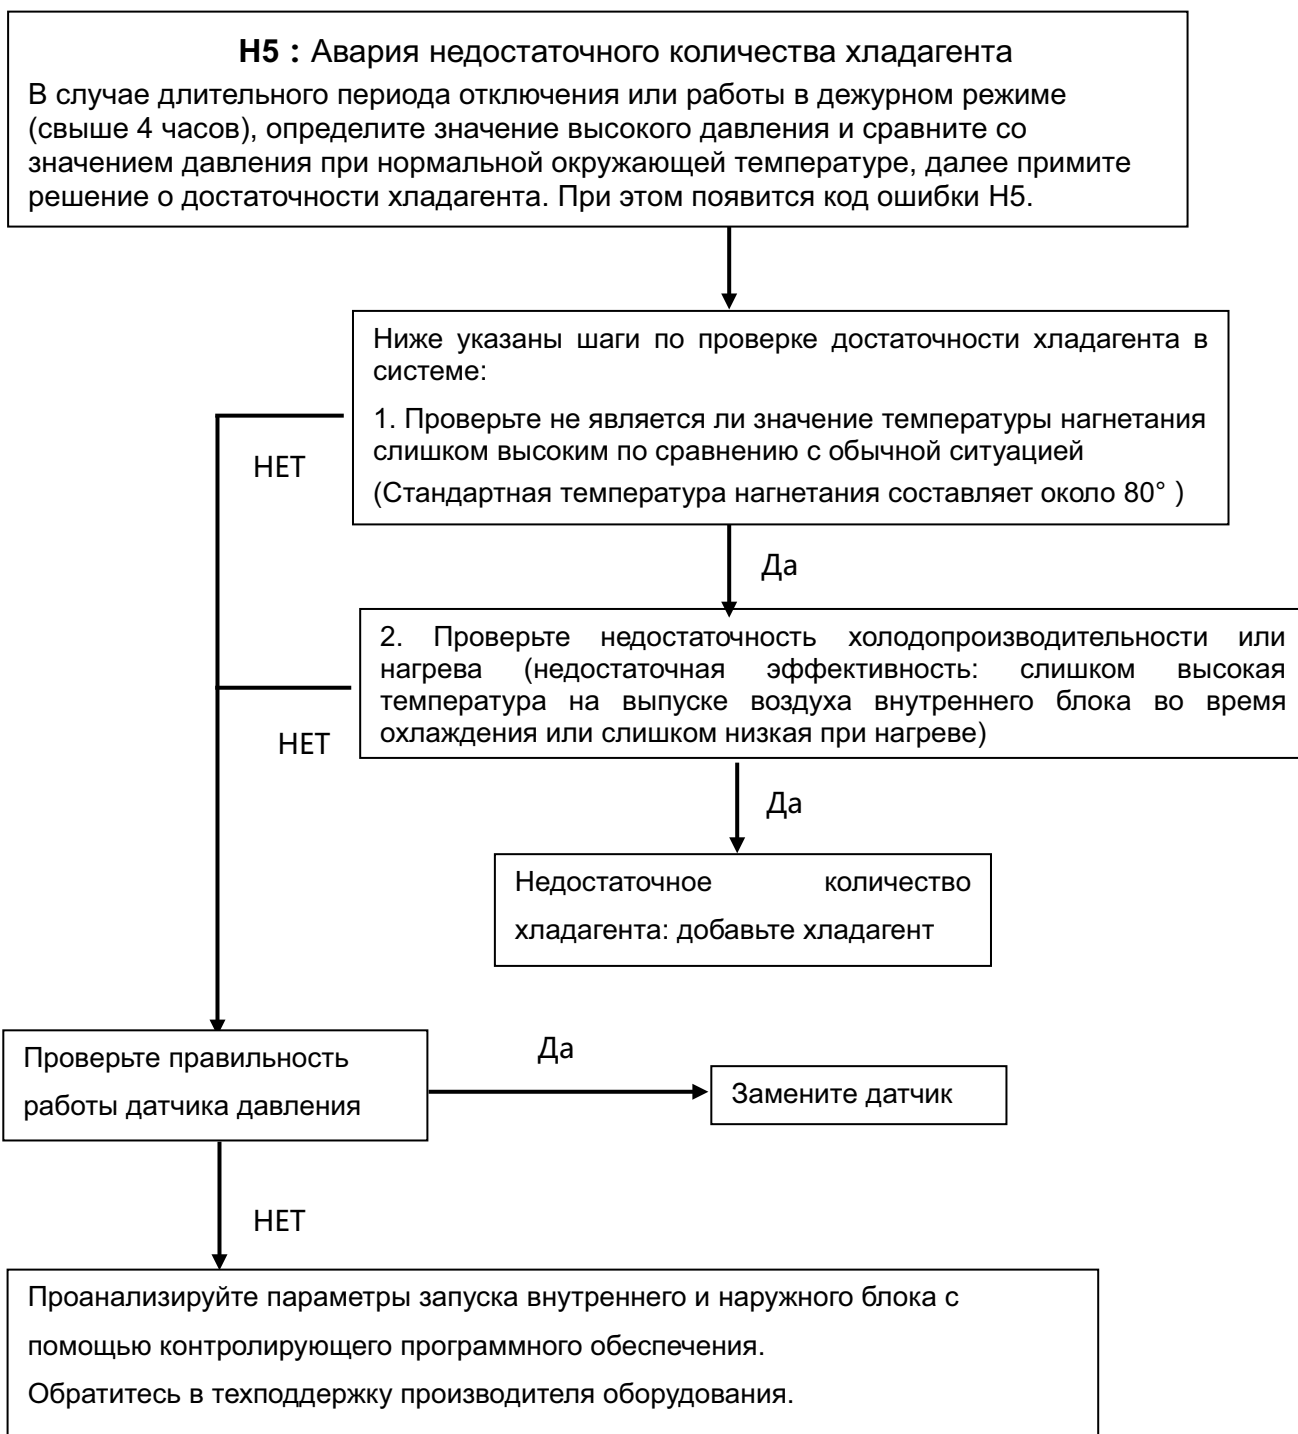 H5：Авария недостаточного количества хладагента
В случае длительного периода отключения или работы в дежурном режиме
(свыше 4 часов), определите значение высокого давления и сравните со
значением давления при нормальной окружающей температуре, далее примите
решение о достаточности хладагента. При этом появится код ошибки H5.
Ниже указаны шаги по проверке достаточности хладагента в
системе:
1. Проверьте не является ли значение температуры нагнетания
слишком высоким по сравнению с обычной ситуацией
(Стандартная температура нагнетания составляет около 80° )
НЕТ
Да
2. Проверьте недостаточность холодопроизводительности или
нагрева (недостаточная эффективность: слишком высокая
температура на выпуске воздуха внутреннего блока во время
охлаждения или слишком низкая при нагреве)
НЕТ
Да
Недостаточное количество
хладагента: добавьте хладагент
Проверьте правильность
работы датчика давления
Да
Замените датчик
НЕТ
Проанализируйте параметры запуска внутреннего и наружного блока с
помощью контролирующего программного обеспечения.
Обратитесь в техподдержку производителя оборудования.